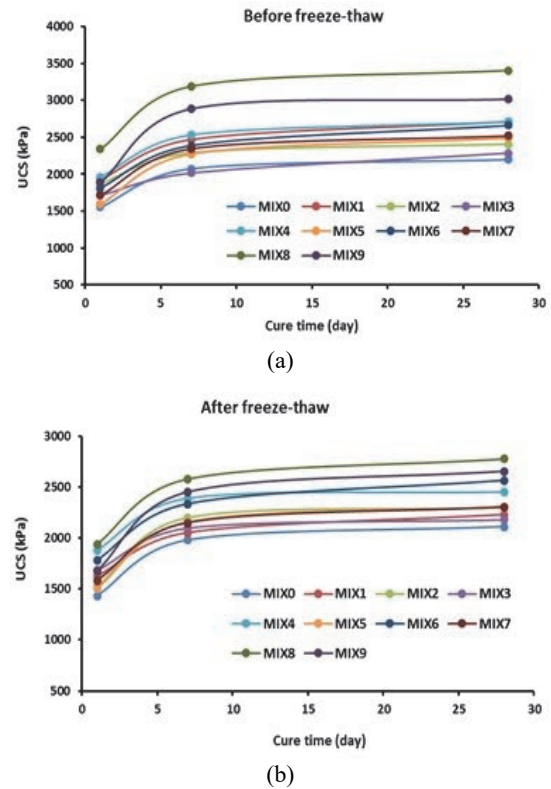 Before freeze-thaw
4000
3500
3000
2500
2000
1500
1000
500
UCS (kPa)
MIX0 MIX1 MIX2 MIX3
MIX4 MIX5 MIX6 MIX7
MIX8 MIX9
0 5 10 15 20 25 30
Cure time (day)
(a)
After freeze-thaw
3000
2500
2000
1500
1000
500
UCS (kPa)
MIX0 MIX1 MIX2 MIX3
MIX4 MIX5 MIX6 MIX7
MIX8 MIX9
0 5 10 15 20 25 30
Cure time (day)
(b)